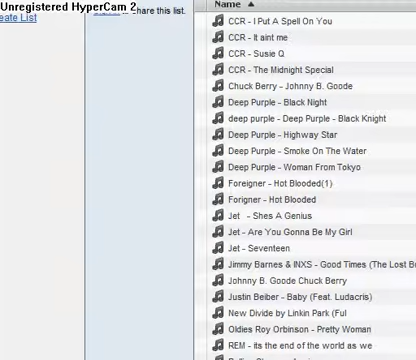 Unregistered HyperCam 2
share this list.
eate List
Name
CCR - I Put A Spell On You
CCR - It aint me
CCR - Susie Q
CCR - The Midnight Special
Chuck Berry - Johnny B. Goode
Deep Purple - Black Night
deep purple - Deep Purple - Black Knight
Deep Purple - Highway Star
Deep Purple - Smoke On The Water
Deep Purple - Woman From Tokyo
Foreigner - Hot Blooded(1)
Forigner - Hot Blooded
Jet - Shes A Genius
Jet - Are You Gonna Be My Girl
Jet - Seventeen
Jimmy Barnes & INXS - Good Times (The Lost Bo
Johnny B. Goode Chuck Berry
Justin Beiber - Baby (Feat. Ludacris)
New Divide by Linkin Park (Ful
Oldies Roy Orbinson - Pretty Woman
REM - its the end of the world as we